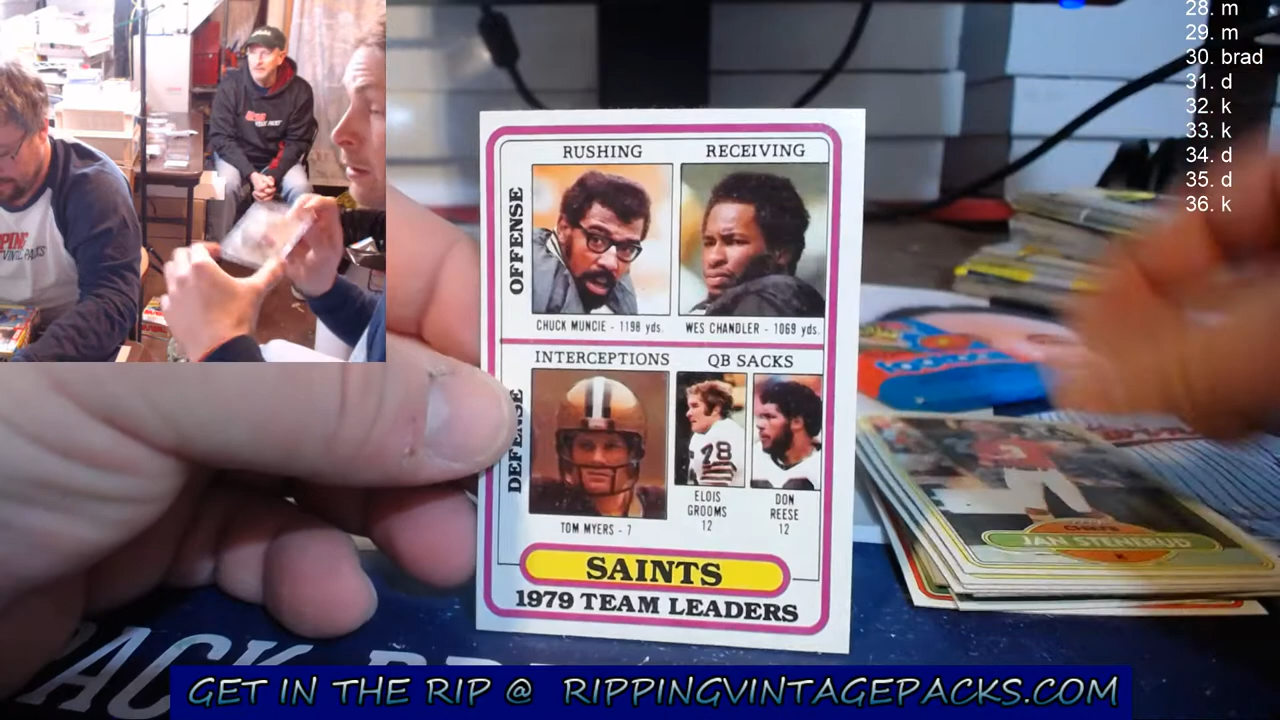 28. m
29. m
30. brad
31. d
32. k
33. k
34. d
35. d
36. k
RUSHING
RECEIVING
OFFENSE
CHUCK MUNCIE - 1198 yds.
WES CHANDLER - 1069 yds.
INTERCEPTIONS
QB SACKS
DEFENSE
78
TOM MYERS - 7
ELOIS
GROOMS
12
DON
REESE
12
SAINTS
1979 TEAM LEADERS
CHIEFS
JAN STENERUD
K
GET IN THE RIP @ RIPPINGVINTAGEPACKS.COM